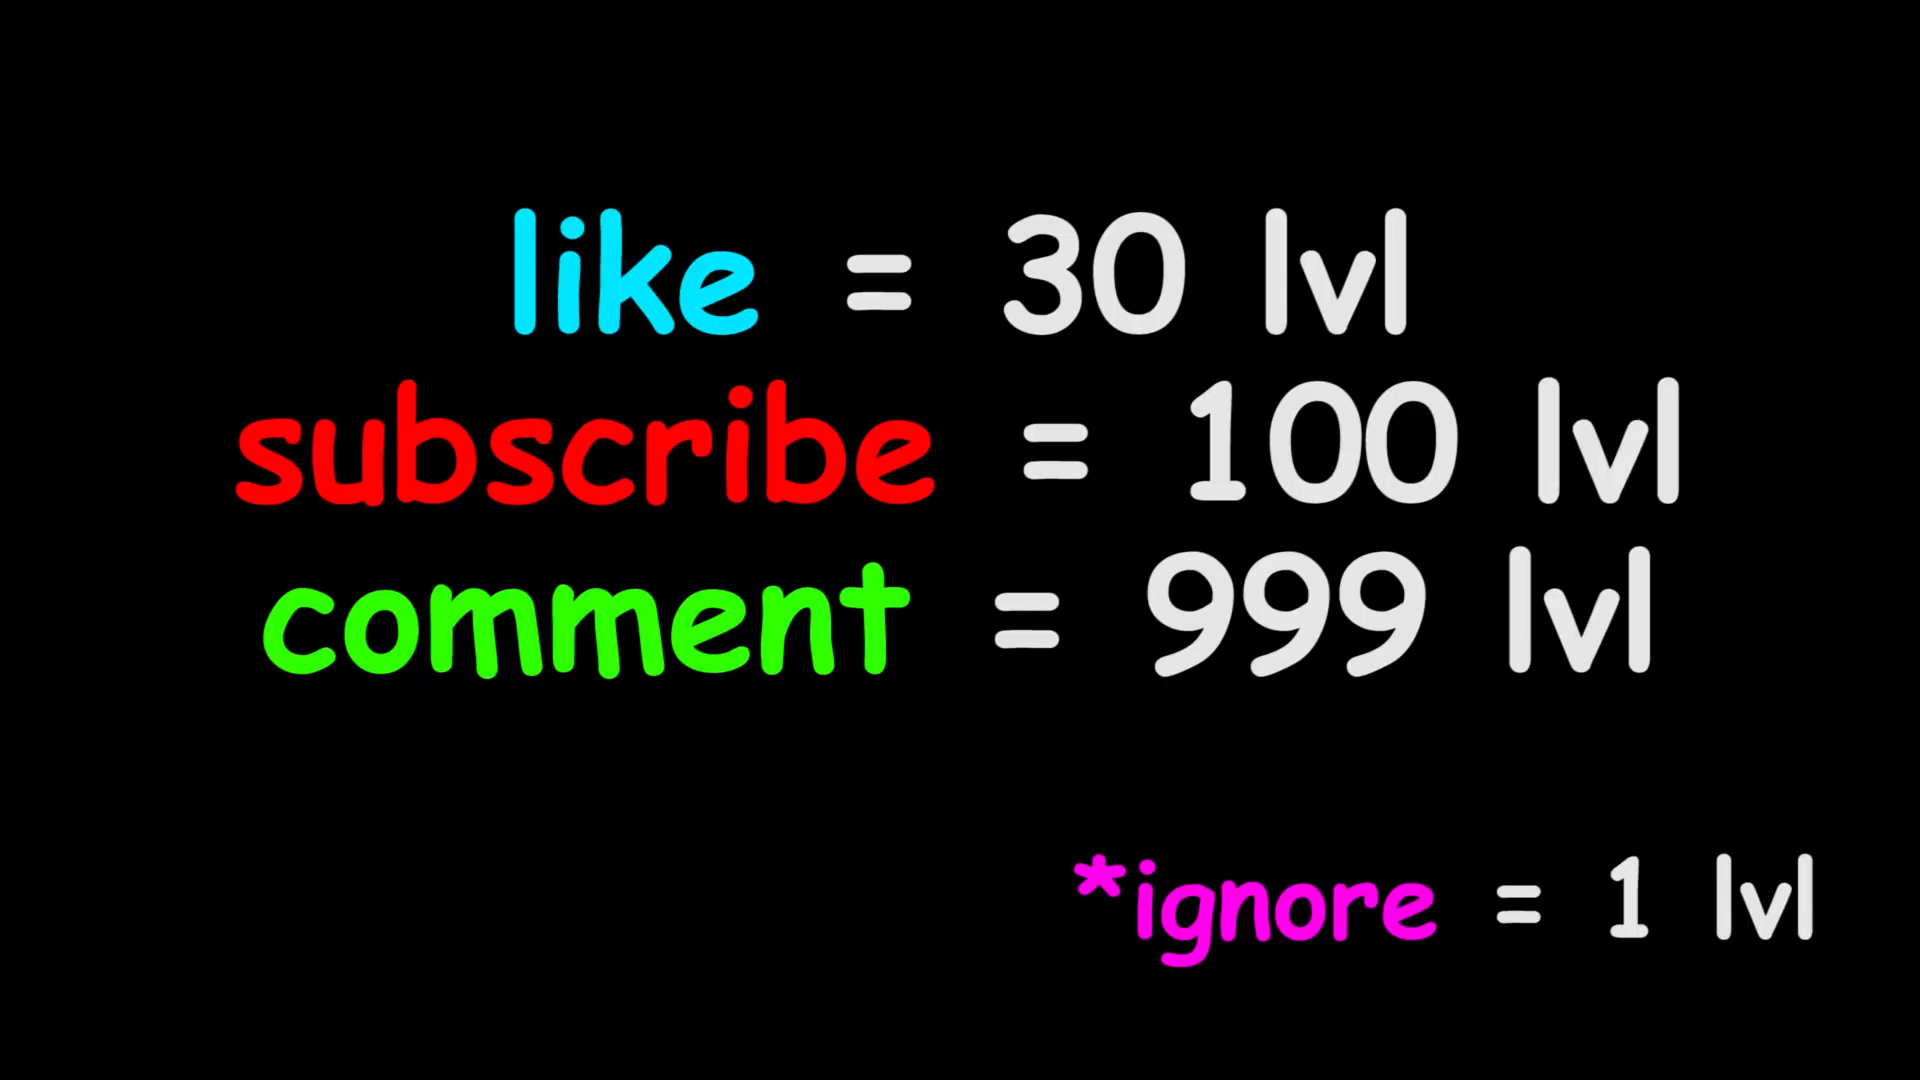 like = 30 lvl
subscribe = 100 lvl
comment = 999 lvl
*ignore = 1 lvl